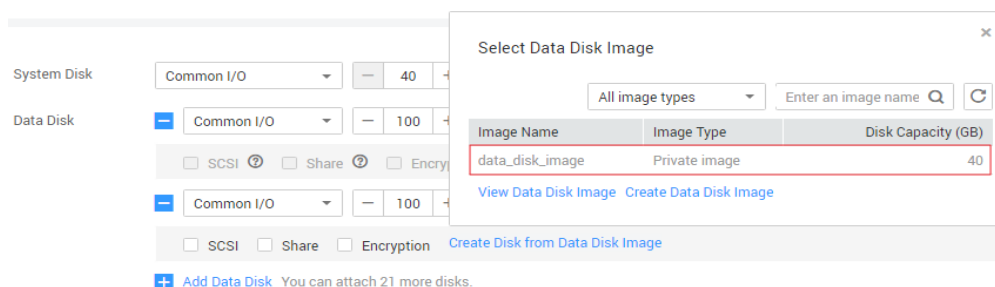 Select Data Disk Image
All image types
Enter an image name
Image Name Image Type Disk Capacity (GB)
data_disk_image Private image 40
View Data Disk Image Create Data Disk Image
System Disk Common I/O 40
Data Disk Common I/O 100
SCSI Share Encry
Common I/O 100
SCSI Share Encryption Create Disk from Data Disk Image
Add Data Disk You can attach 21 more disks.